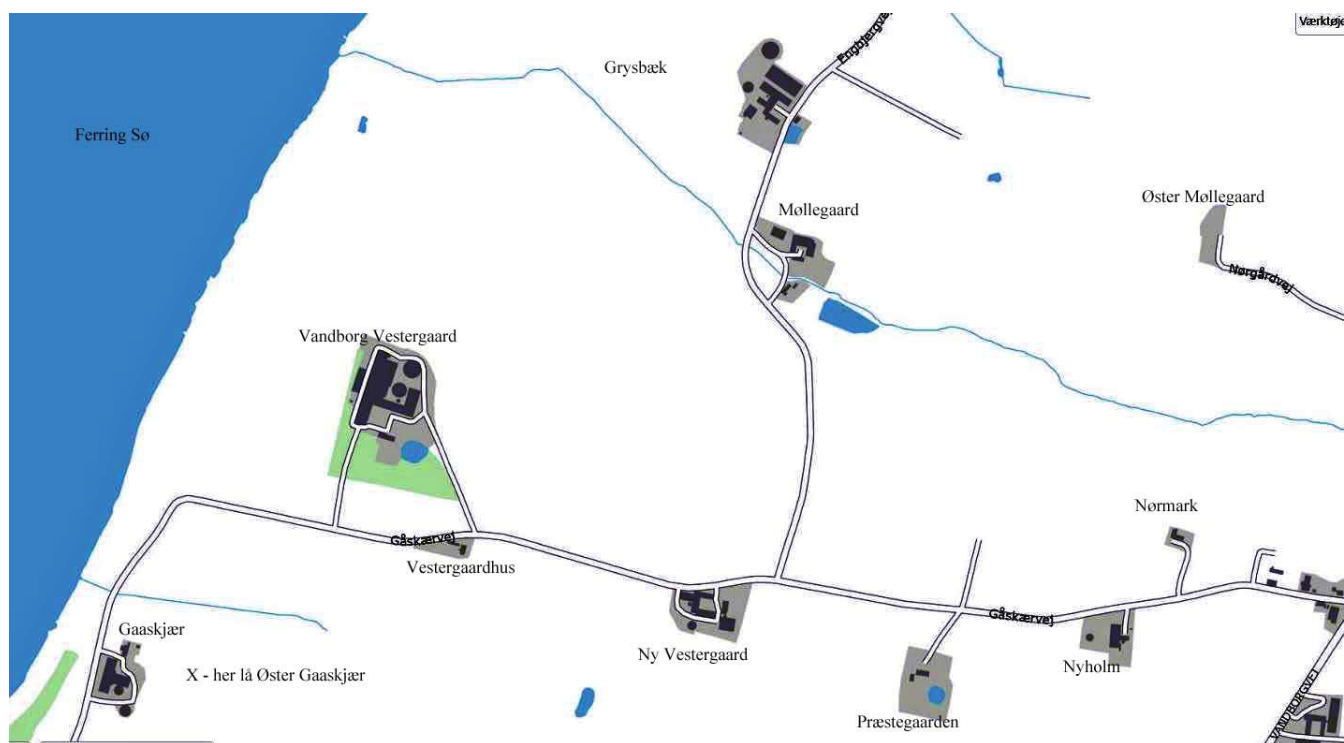 Værktøje
Engbjergvej
Grysbæk
Ferring Sø
Øster Møllegaard
Møllegaard
Nørgårdvej
Vandborg Vestergaard
Nørmark
Gåskærvej
Vestergaardhus
Gåskærvej
Gaaskjær
Ny Vestergaard
Nyholm
X - her lå Øster Gaaskjær
Præstegaarden
VANDBORGVEJ